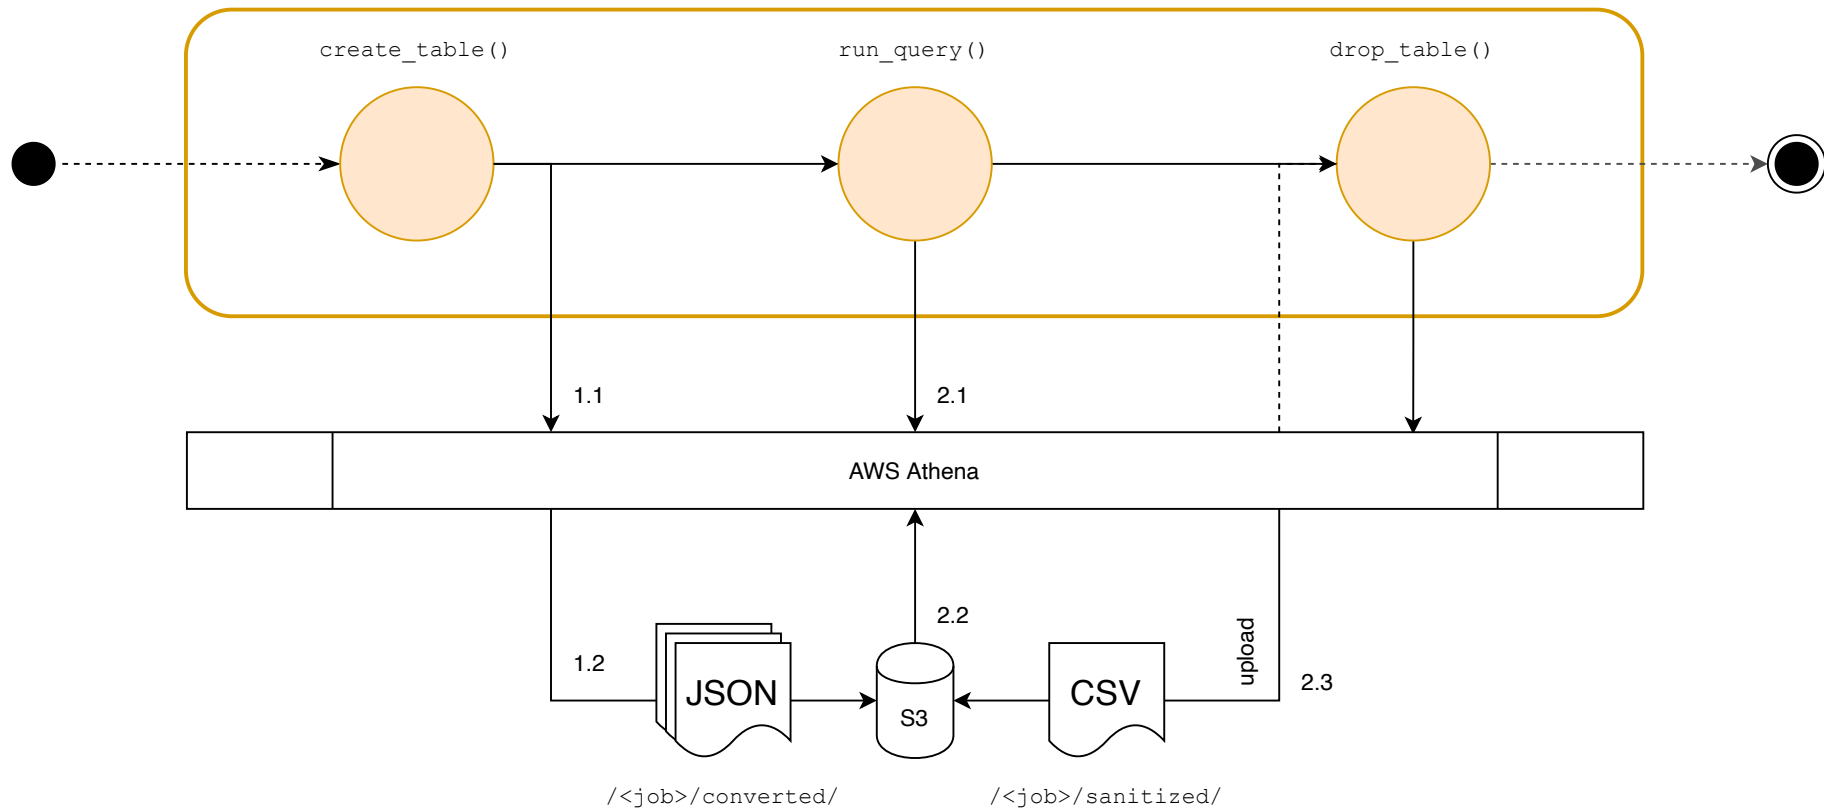 create_table()
run_query()
drop_table()
1.1
2.1
AWS Athena
2.2
upload
1.2
2.3
JSON
S3
CSV
/<job>/converted/
/<job>/sanitized/